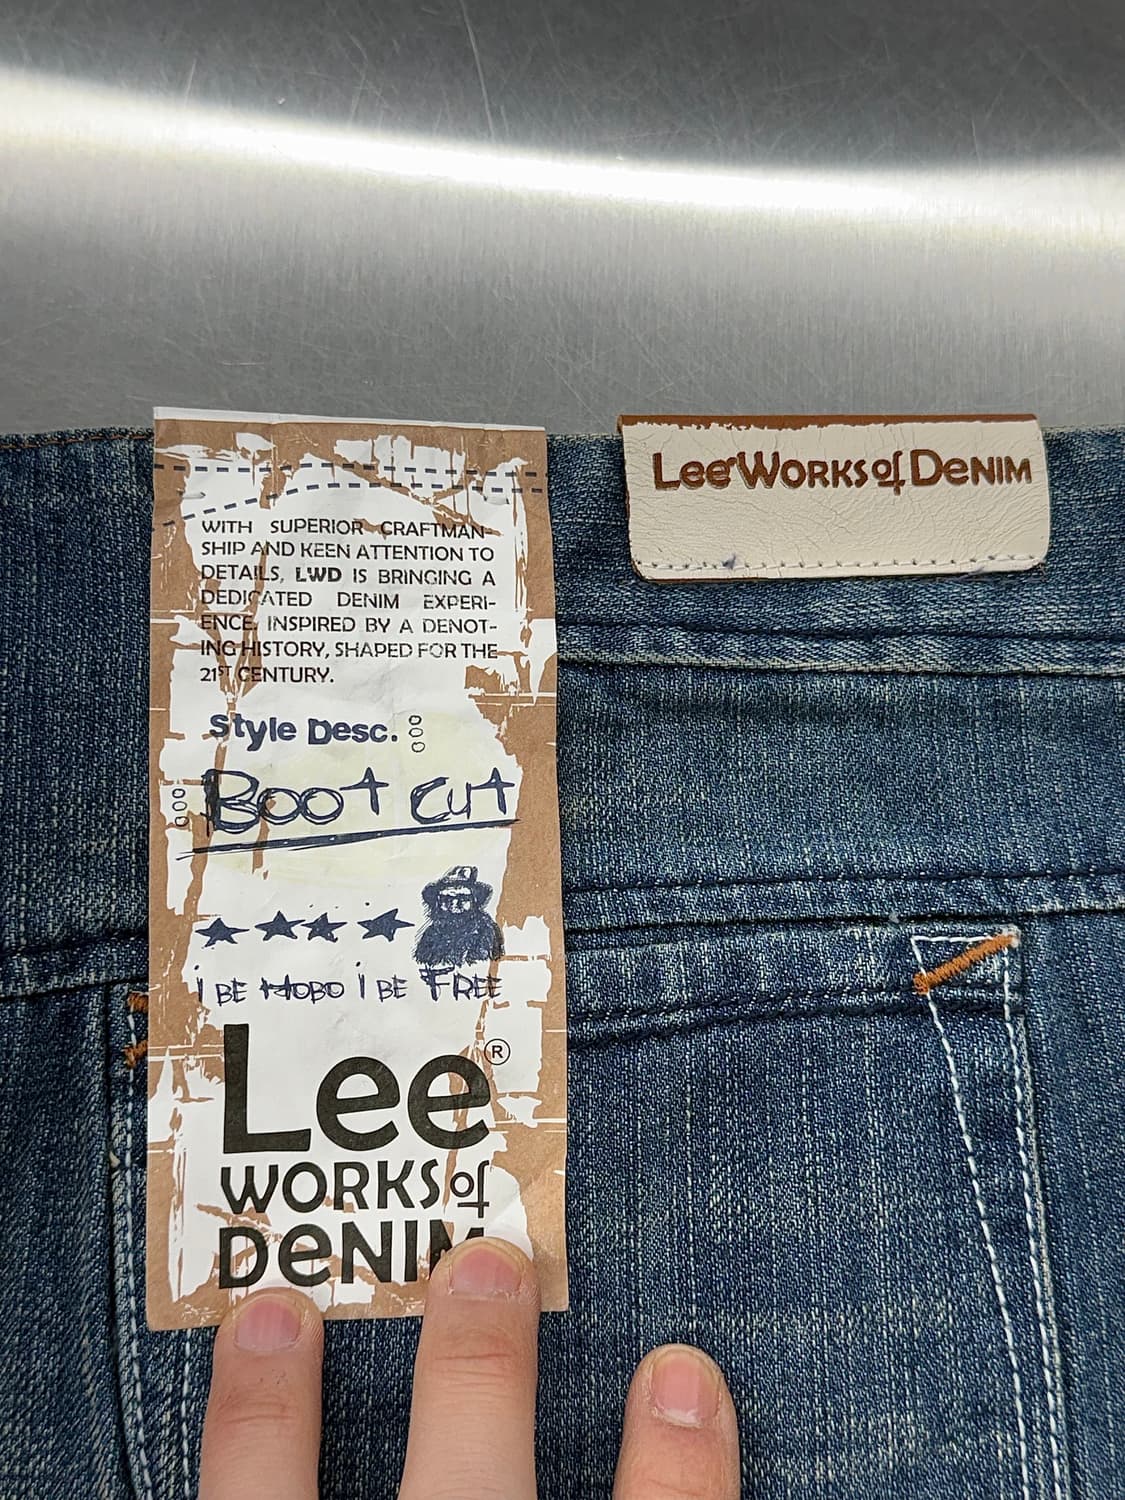 Lee WORKS of DeNIM
WITH SUPERIOR CRAFTMAN-
SHIP AND KEEN ATTENTION TO
DETAILS, LWD IS BRINGING A
DEDICATED DENIM EXPERI-
ENCE, INSPIRED BY A DENOT-
ING HISTORY, SHAPED FOR THE
21ST CENTURY.
Style Desc.
Boot cut
i BE HOBO i BE FREE
Lee®
WORKS of
DeNIM